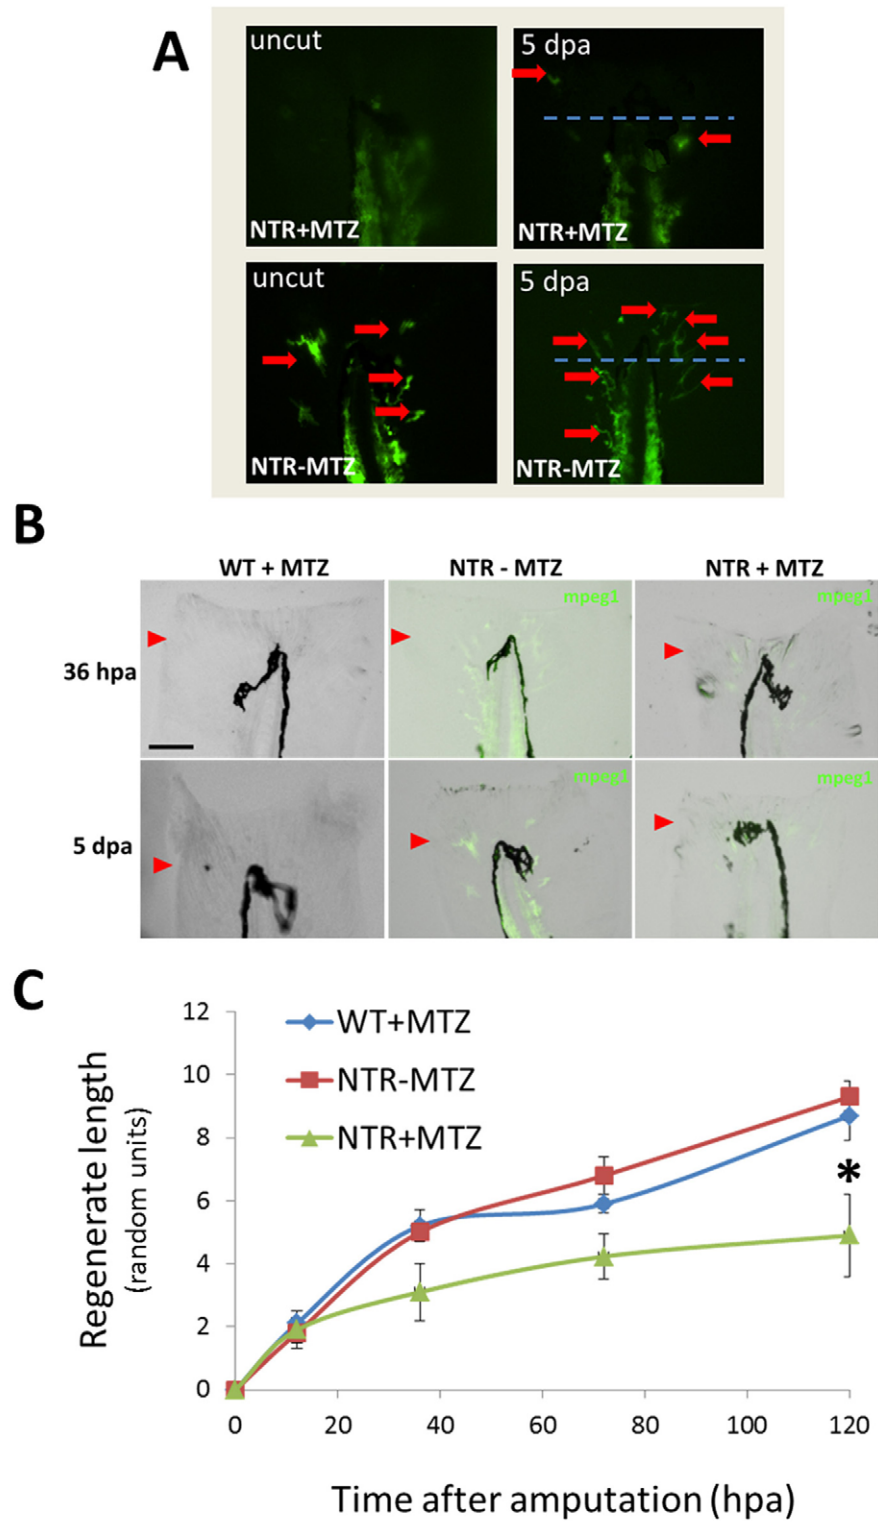 A
uncut
5 dpa
NTR+MTZ
NTR+MTZ
uncut
5 dpa
NTR-MTZ
NTR-MTZ
B
WT + MTZ
NTR - MTZ
NTR + MTZ
mpeg1
mpeg1
36 hpa
mpeg1
mpeg1
5 dpa
C
12
10
8
6
4
2
0
WT+MTZ
NTR-MTZ
NTR+MTZ
*
Regenerate length
(random units)
0
20
40
60
80
100
120
Time after amputation (hpa)